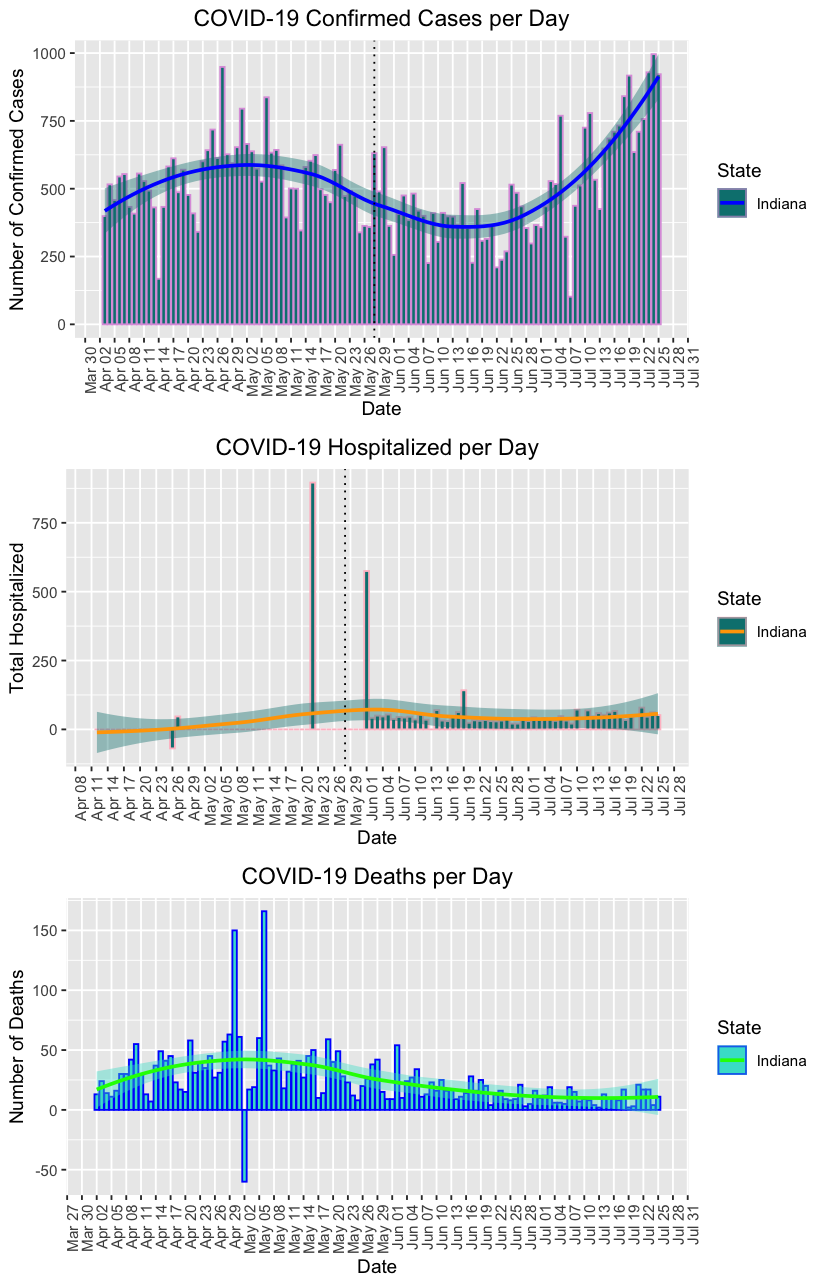 COVID-19 Confirmed Cases per Day
Number of Confirmed Cases
1000
750
500
250
0
Mar 30 Apr 02 Apr 05 Apr 08 Apr 11 Apr 14 Apr 17 Apr 20 Apr 23 Apr 26 Apr 29 May 02 May 05 May 08 May 11 May 14 May 17 May 20 May 23 May 26 May 29 Jun 01 Jun 04 Jun 07 Jun 10 Jun 13 Jun 16 Jun 19 Jun 22 Jun 25 Jun 28 Jul 01 Jul 04 Jul 07 Jul 10 Jul 13 Jul 16 Jul 19 Jul 22 Jul 25 Jul 28 Jul 31
Date
State
Indiana
COVID-19 Hospitalized per Day
Total Hospitalized
750
500
250
0
Apr 08 Apr 11 Apr 14 Apr 17 Apr 20 Apr 23 Apr 26 Apr 29 May 02 May 05 May 08 May 11 May 14 May 17 May 20 May 23 May 26 May 29 Jun 01 Jun 04 Jun 07 Jun 10 Jun 13 Jun 16 Jun 19 Jun 22 Jun 25 Jun 28 Jul 01 Jul 04 Jul 07 Jul 10 Jul 13 Jul 16 Jul 19 Jul 22 Jul 25 Jul 28
Date
State
Indiana
COVID-19 Deaths per Day
Number of Deaths
150
100
50
0
-50
Mar 27 Mar 30 Apr 02 Apr 05 Apr 08 Apr 11 Apr 14 Apr 17 Apr 20 Apr 23 Apr 26 Apr 29 May 02 May 05 May 08 May 11 May 14 May 17 May 20 May 23 May 26 May 29 Jun 01 Jun 04 Jun 07 Jun 10 Jun 13 Jun 16 Jun 19 Jun 22 Jun 25 Jun 28 Jul 01 Jul 04 Jul 07 Jul 10 Jul 13 Jul 16 Jul 19 Jul 22 Jul 25 Jul 28 Jul 31
Date
State
Indiana